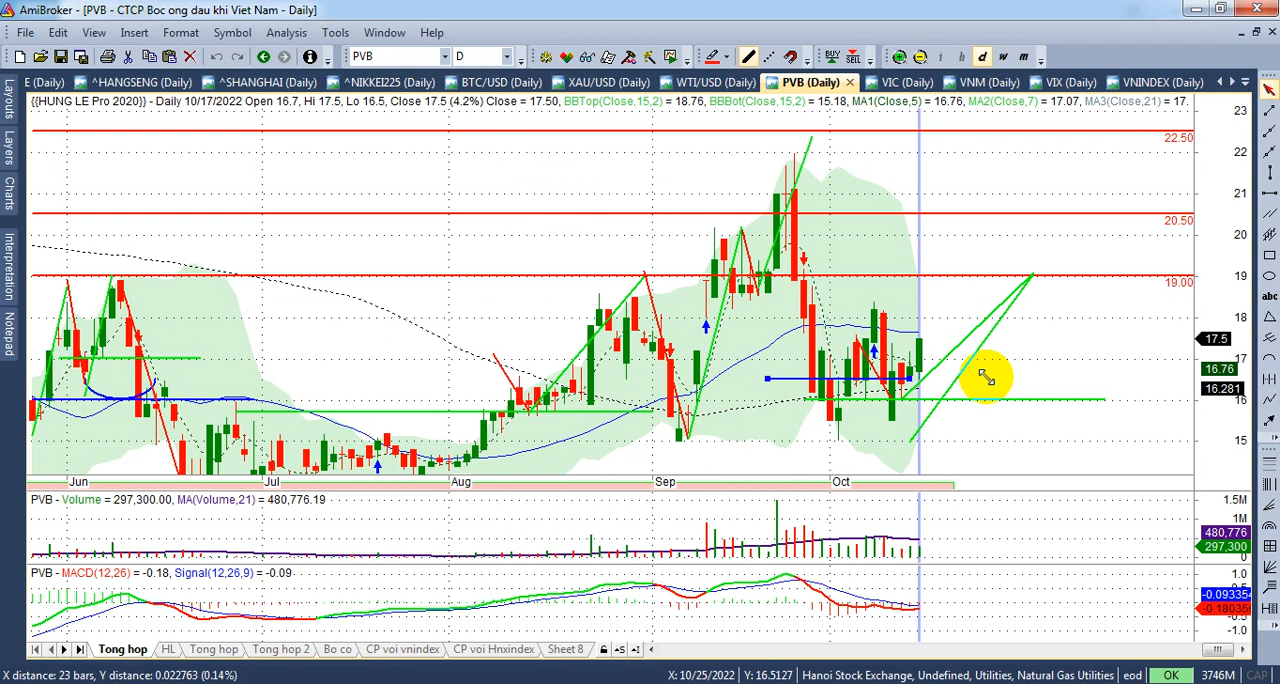 AmiBroker - [PVB - CTCP Boc ong dau khi Viet Nam - Daily]
File Edit View Insert Format Symbol Analysis Tools Window Help
PVB D BUY SELL i h d w m
E (Daily) ^HANGSENG (Daily) ^SHANGHAI (Daily) ^NIKKEI225 (Daily) BTC/USD (Daily) XAU/USD (Daily) WTI/USD (Daily) PVB (Daily) VIC (Daily) VNM (Daily) VIX (Daily) VNINDEX (Daily)
Layouts
Layers
Charts
Interpretation
Notepad
abc
{{HUNG LE Pro 2020}} - Daily 10/17/2022 Open 16.7, Hi 17.5, Lo 16.5, Close 17.5 (4.2%) Close = 17.50, BBTop(Close,15,2) = 18.76, BBBot(Close,15,2) = 15.18, MA1(Close,5) = 16.76, MA2(Close,7) = 17.07, MA3(Close,21) = 17.
23
22.50
22
21
20.50
20
19
19.00
18
17.5
17
16.76
16.281
16
15
Jun Jul Aug Sep Oct
PVB - Volume = 297,300.00, MA(Volume,21) = 480,776.19
1.5M
1M
480,776
297,300
0
PVB - MACD(12,26) = -0.18, Signal(12,26,9) = -0.09
1.0
0.5
-0.093354
-0.180356
-1.0
Tong hop HL Tong hop Tong hop 2 Bo co CP voi vnindex CP voi Hnxindex Sheet 8
X distance: 23 bars, Y distance: 0.022763 (0.14%) X: 10/25/2022 Y: 16.5127 Hanoi Stock Exchange, Undefined, Utilities, Natural Gas Utilities eod OK 3746M CAP